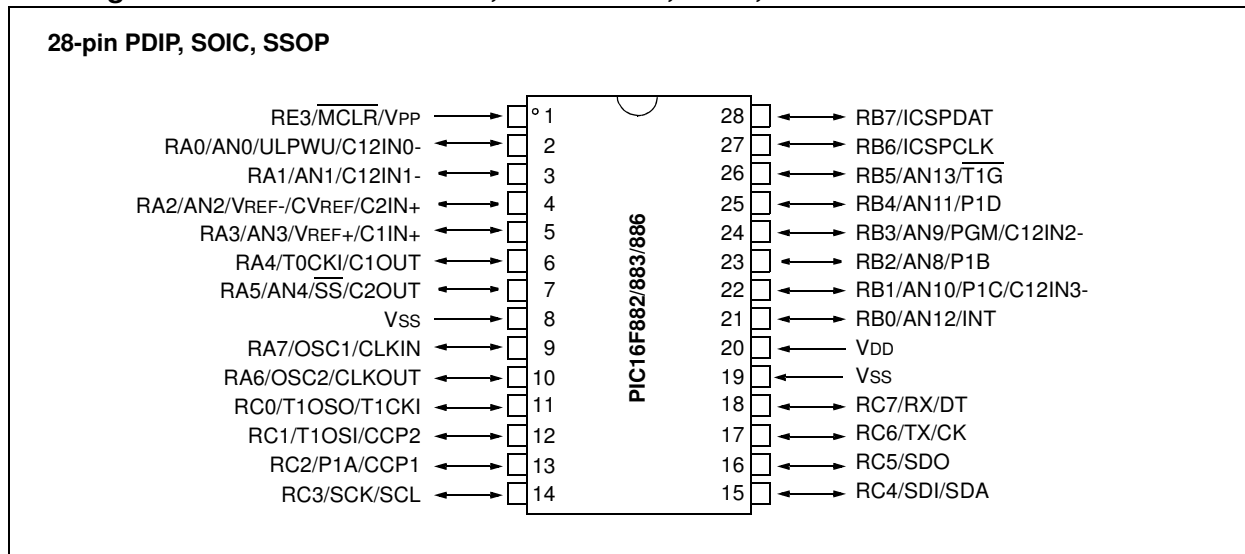 28-pin PDIP, SOIC, SSOP
RE3/MCLR/VPP 1 28 RB7/ICSPDAT
RA0/AN0/ULPWU/C12IN0- 2 27 RB6/ICSPCLK
RA1/AN1/C12IN1- 3 26 RB5/AN13/T1G
RA2/AN2/VREF-/CVREF/C2IN+ 4 25 RB4/AN11/P1D
RA3/AN3/VREF+/C1IN+ 5 24 RB3/AN9/PGM/C12IN2-
RA4/T0CKI/C1OUT 6 23 RB2/AN8/P1B
RA5/AN4/SS/C2OUT 7 22 RB1/AN10/P1C/C12IN3-
VSS 8 21 RB0/AN12/INT
RA7/OSC1/CLKIN 9 20 VDD
RA6/OSC2/CLKOUT 10 19 VSS
RC0/T1OSO/T1CKI 11 18 RC7/RX/DT
RC1/T1OSI/CCP2 12 17 RC6/TX/CK
RC2/P1A/CCP1 13 16 RC5/SDO
RC3/SCK/SCL 14 15 RC4/SDI/SDA
PIC16F882/883/886